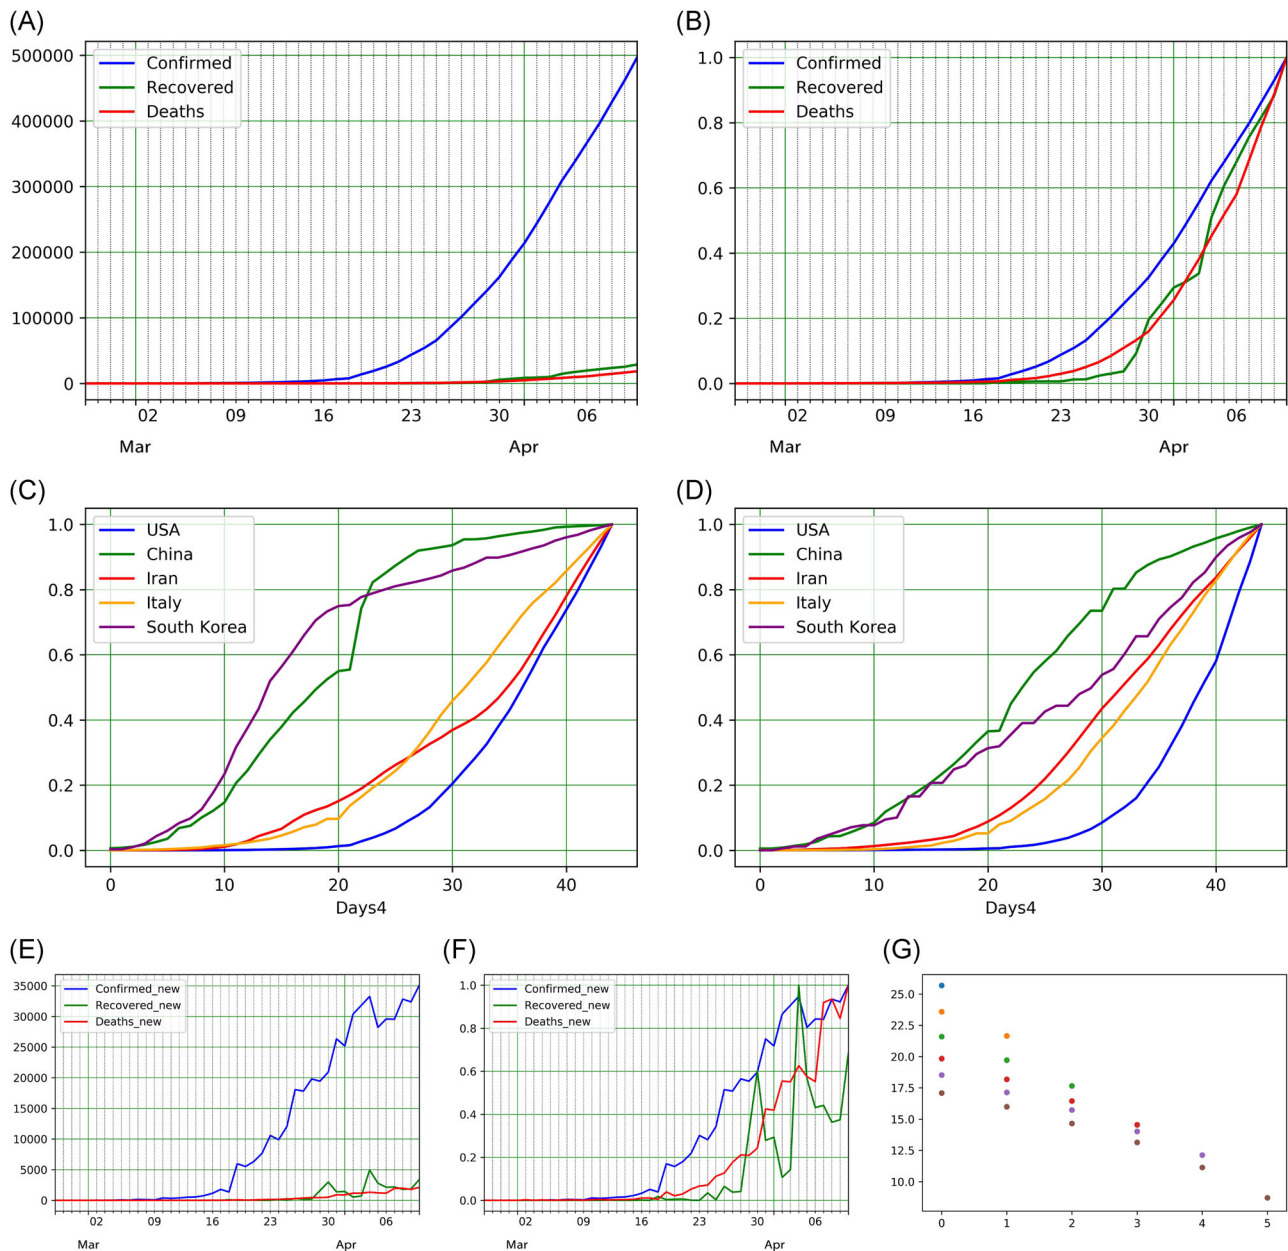 (A)
500000
400000
300000
200000
100000
0
Confirmed
Recovered
Deaths
02 09 16 23 30 06
Mar Apr
(B)
1.0
0.8
0.6
0.4
0.2
0.0
Confirmed
Recovered
Deaths
02 09 16 23 30 06
Mar Apr
(C)
1.0
0.8
0.6
0.4
0.2
0.0
USA
China
Iran
Italy
South Korea
0 10 20 30 40
Days4
(D)
1.0
0.8
0.6
0.4
0.2
0.0
USA
China
Iran
Italy
South Korea
0 10 20 30 40
Days4
(E)
35000
30000
25000
20000
15000
10000
5000
0
Confirmed_new
Recovered_new
Deaths_new
02 09 16 23 30 06
Mar Apr
(F)
1.0
0.8
0.6
0.4
0.2
0.0
Confirmed_new
Recovered_new
Deaths_new
02 09 16 23 30 06
Mar Apr
(G)
25.0
22.5
20.0
17.5
15.0
12.5
10.0
0 1 2 3 4 5